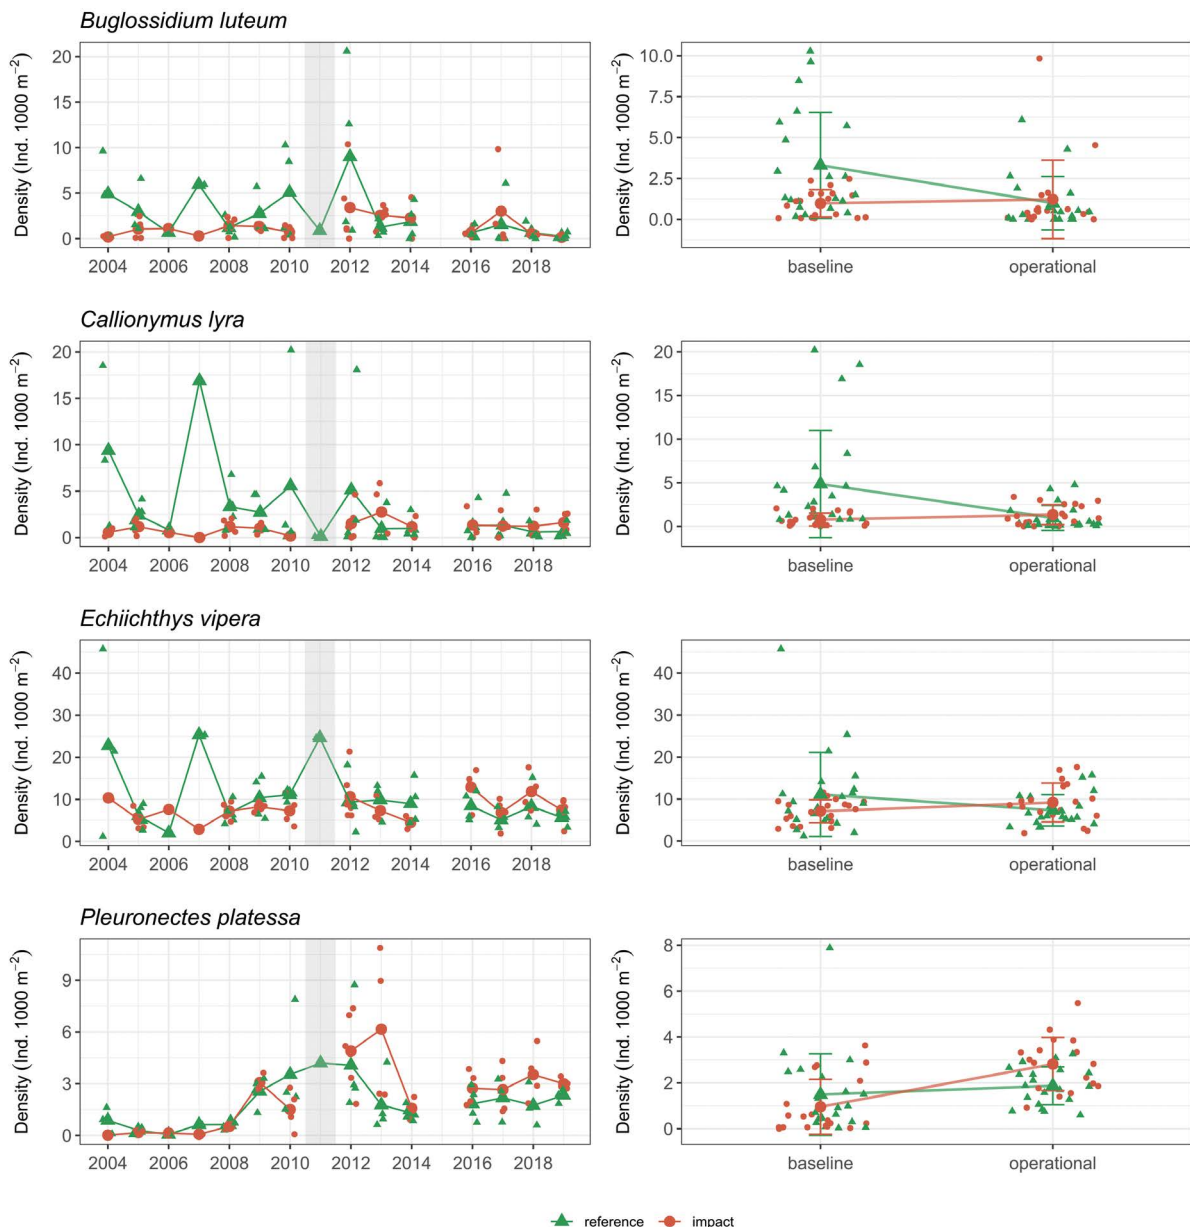 Buglossidium luteum
Density (Ind. 1000 m−2)
20
15
10
5
0
2004 2006 2008 2010 2012 2014 2016 2018
Density (Ind. 1000 m−2)
10.0
7.5
5.0
2.5
0.0
baseline operational
Callionymus lyra
Density (Ind. 1000 m−2)
20
15
10
5
0
2004 2006 2008 2010 2012 2014 2016 2018
Density (Ind. 1000 m−2)
20
15
10
5
0
baseline operational
Echiichthys vipera
Density (Ind. 1000 m−2)
40
30
20
10
0
2004 2006 2008 2010 2012 2014 2016 2018
Density (Ind. 1000 m−2)
40
30
20
10
0
baseline operational
Pleuronectes platessa
Density (Ind. 1000 m−2)
9
6
3
0
2004 2006 2008 2010 2012 2014 2016 2018
Density (Ind. 1000 m−2)
8
6
4
2
0
baseline operational
reference impact